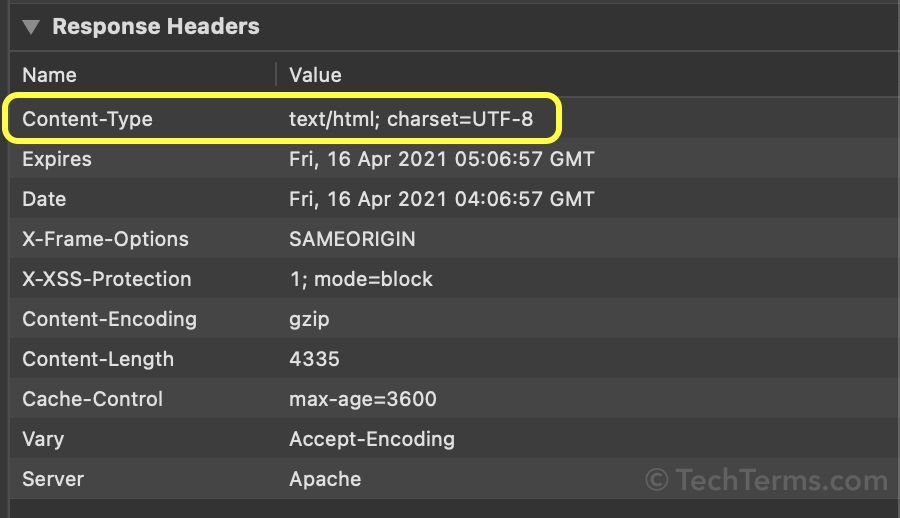 Response Headers
Name Value
Content-Type text/html; charset=UTF-8
Expires Fri, 16 Apr 2021 05:06:57 GMT
Date Fri, 16 Apr 2021 04:06:57 GMT
X-Frame-Options SAMEORIGIN
X-XSS-Protection 1; mode=block
Content-Encoding gzip
Content-Length 4335
Cache-Control max-age=3600
Vary Accept-Encoding
Server Apache
© TechTerms.com